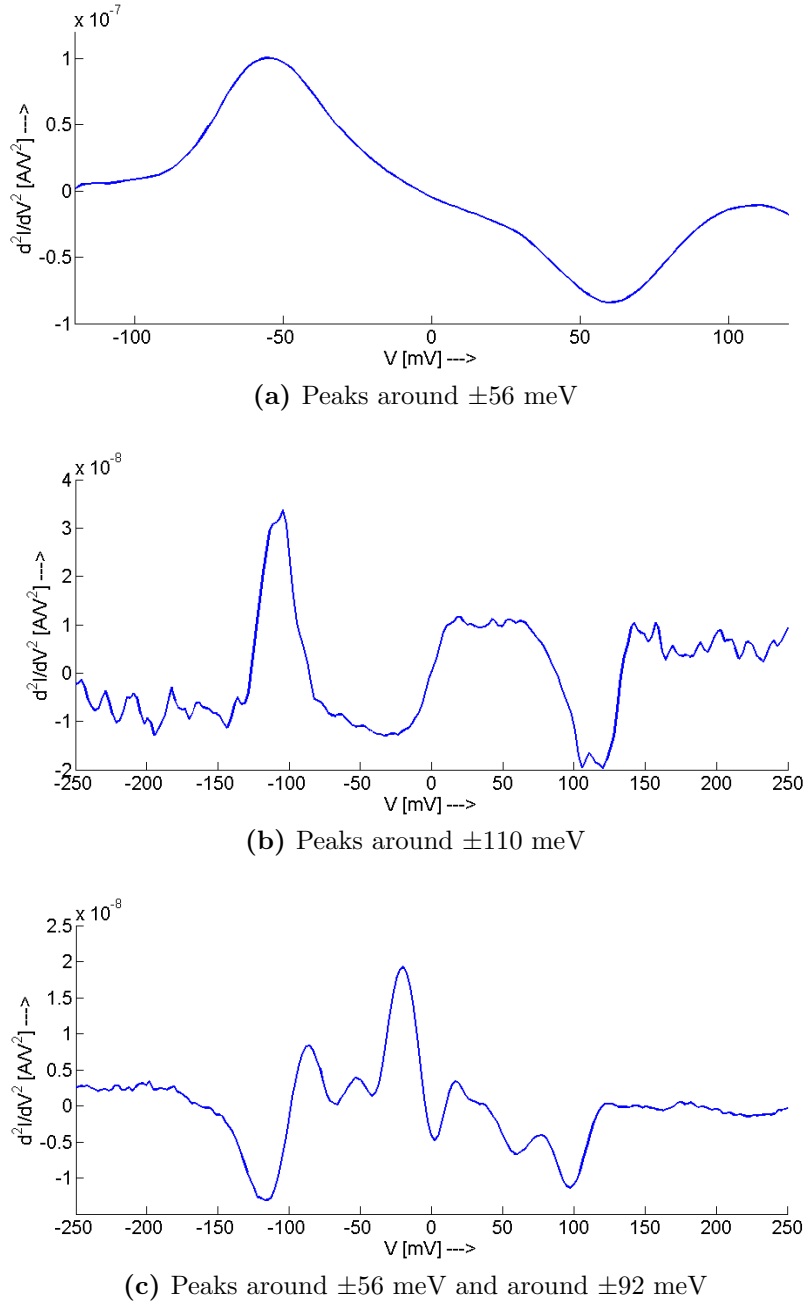 x 10^-7
1
0.5
0
-0.5
-1
d²I/dV² [A/V²] --->
-100 -50 0 50 100
V [mV] --->
(a) Peaks around ±56 meV
x 10^-8
4
3
2
1
0
-1
-2
d²I/dV² [A/V²] --->
-250 -200 -150 -100 -50 0 50 100 150 200 250
V [mV] --->
(b) Peaks around ±110 meV
x 10^-8
2.5
2
1.5
1
0.5
0
-0.5
-1
-1.5
d²I/dV² [A/V²] --->
-250 -200 -150 -100 -50 0 50 100 150 200 250
V [mV] --->
(c) Peaks around ±56 meV and around ±92 meV